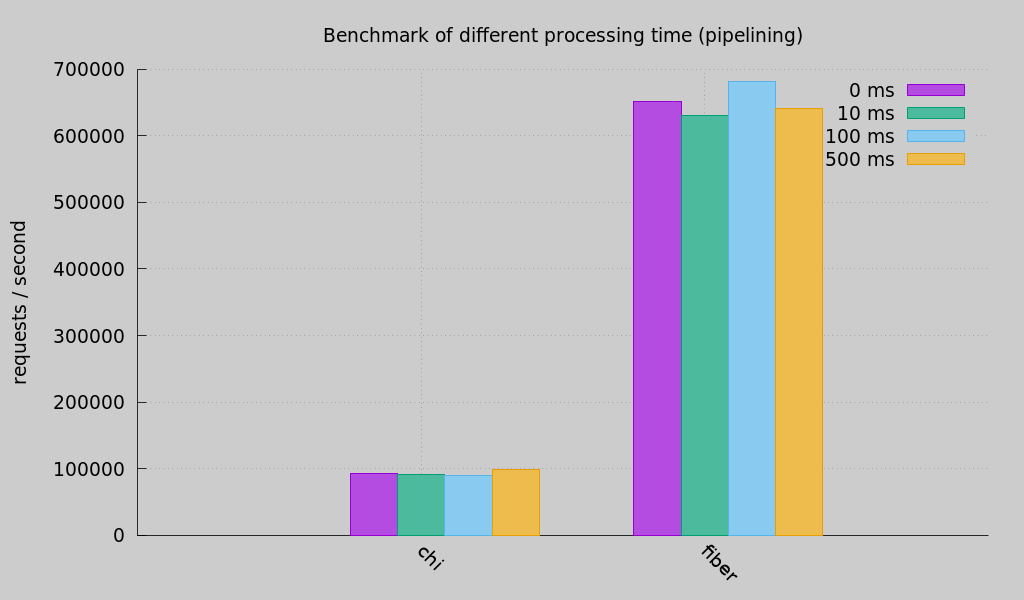 Benchmark of different processing time (pipelining)
700000
600000
500000
400000
300000
200000
100000
0
requests / second
0 ms
10 ms
100 ms
500 ms
chi
fiber